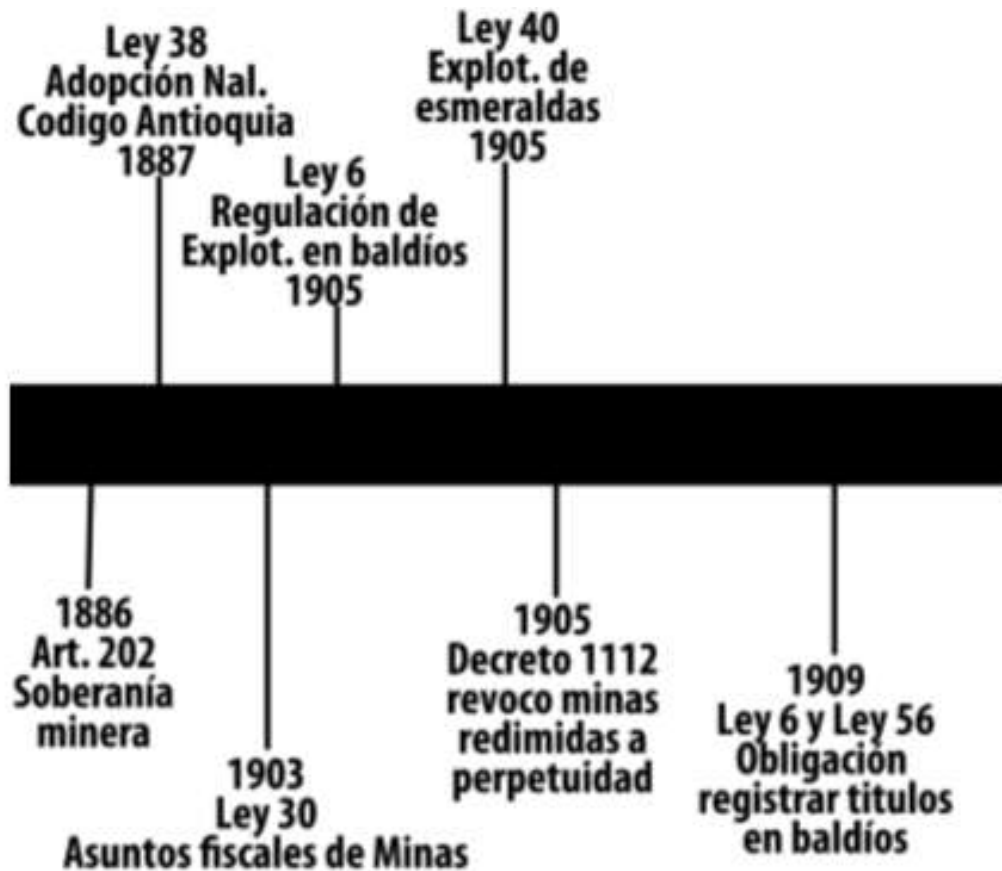 Ley 38
Adopción Nal.
Codigo Antioquia
1887
Ley 6
Regulación de
Explot. en baldíos
1905
Ley 40
Explot. de
esmeraldas
1905
1886
Art. 202
Soberanía
minera
1903
Ley 30
Asuntos fiscales de Minas
1905
Decreto 1112
revoco minas
redimidas a
perpetuidad
1909
Ley 6 y Ley 56
Obligación
registrar titulos
en baldíos